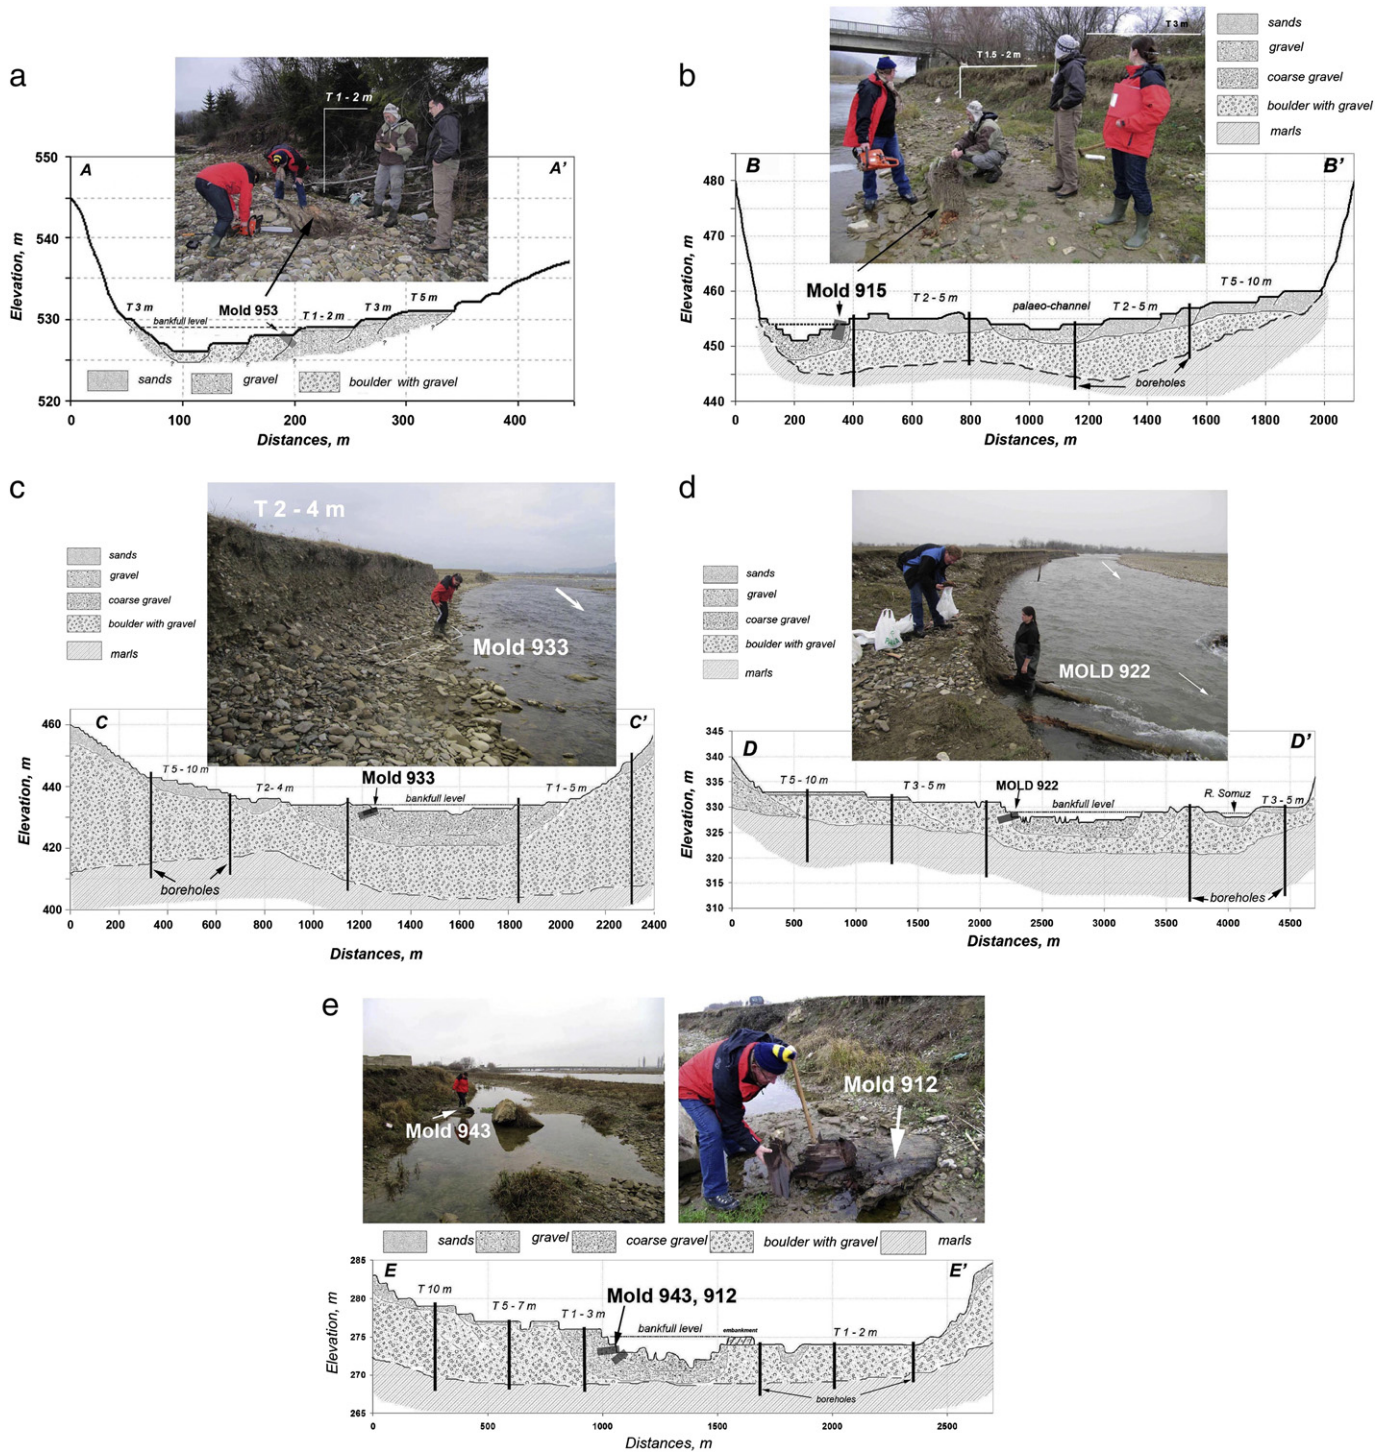 a
T 1 - 2 m
A
A'
550
540
530
520
Elevation, m
T 3 m
bankfull level
Mold 953
T 1 - 2 m
T 3 m
T 5 m
?
?
?
?
sands
gravel
boulder with gravel
100
200
300
400
Distances, m
b
T 1.5 - 2 m
T 3 m
sands
gravel
coarse gravel
boulder with gravel
marls
B
B'
480
470
460
450
440
Elevation, m
Mold 915
T 2 - 5 m
palaeo-channel
T 2 - 5 m
T 5 - 10 m
boreholes
0
200
400
600
800
1000
1200
1400
1600
1800
2000
Distances, m
c
T 2 - 4 m
Mold 933
sands
gravel
coarse gravel
boulder with gravel
marls
C
C'
460
440
420
400
Elevation, m
T 5 - 10 m
T 2- 4 m
Mold 933
bankfull level
T 1 - 5 m
boreholes
0
200
400
600
800
1000
1200
1400
1600
1800
2000
2200
2400
Distances, m
d
MOLD 922
sands
gravel
coarse gravel
boulder with gravel
marls
D
D'
345
340
335
330
325
320
315
310
Elevation, m
T 5 - 10 m
T 3 - 5 m
MOLD 922
bankfull level
R. Somuz
T 3 - 5 m
boreholes
0
500
1000
1500
2000
2500
3000
3500
4000
4500
Distances, m
e
Mold 943
Mold 912
sands
gravel
coarse gravel
boulder with gravel
marls
E
E'
285
280
275
270
265
Elevation, m
T 10 m
T 5 - 7 m
T 1 - 3 m
Mold 943, 912
bankfull level
embankment
T 1 - 2 m
boreholes
0
500
1000
1500
2000
2500
Distances, m